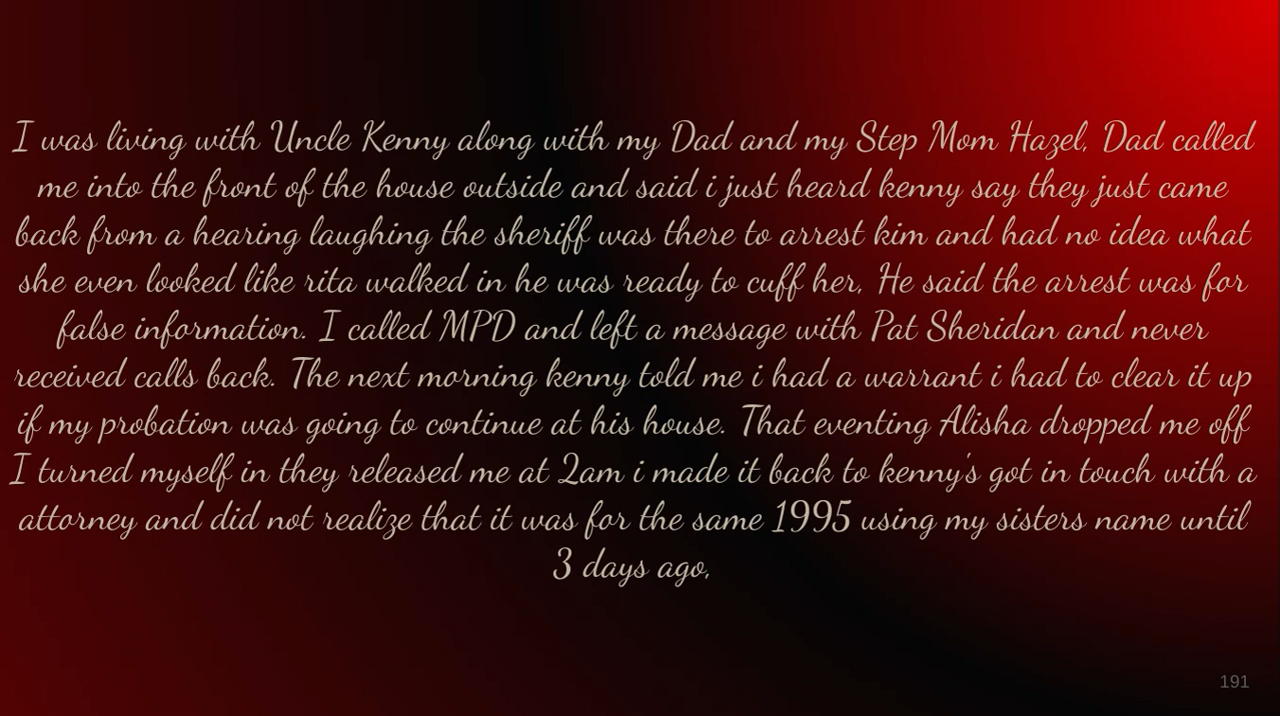 I was living with Uncle Kenny along with my Dad and my Step Mom Hazel, Dad called
me into the front of the house outside and said i just heard kenny say they just came
back from a hearing laughing the sheriff was there to arrest kim and had no idea what
she even looked like rita walked in he was ready to cuff her, He said the arrest was for
false information. I called MPD and left a message with Pat Sheridan and never
received calls back. The next morning kenny told me i had a warrant i had to clear it up
if my probation was going to continue at his house. That eventing Alisha dropped me off
I turned myself in they released me at 2am i made it back to kenny's got in touch with a
attorney and did not realize that it was for the same 1995 using my sisters name until
3 days ago,
191